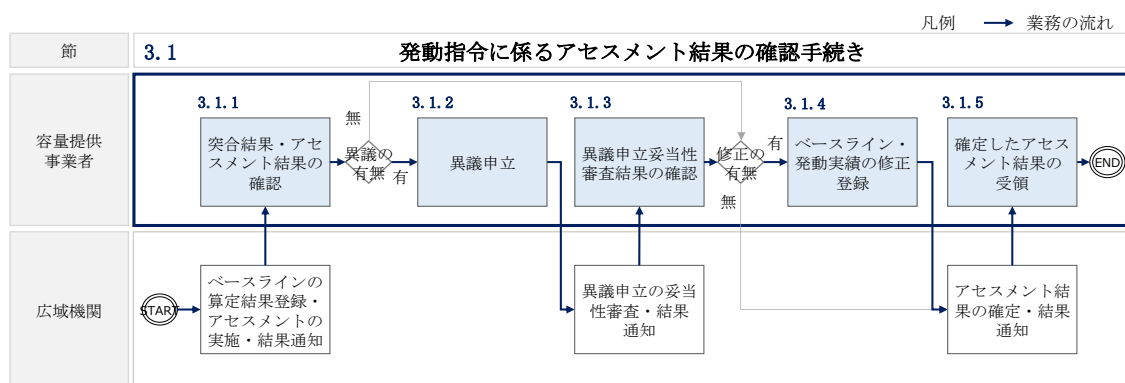 凡例 業務の流れ
節
3.1 発動指令に係るアセスメント結果の確認手続き
容量提供
事業者
3.1.1
突合結果・アセ
スメント結果の
確認
異議の
有無
無
有
3.1.2
異議申立
3.1.3
異議申立妥当性
審査結果の確認
修正の
有無
有
無
3.1.4
ベースライン・
発動実績の修正
登録
3.1.5
確定したアセス
メント結果の
受領
END
広域機関
START
ベースラインの
算定結果登録・
アセスメントの
実施・結果通知
異議申立の妥当
性審査・結果
通知
アセスメント結
果の確定・結果
通知